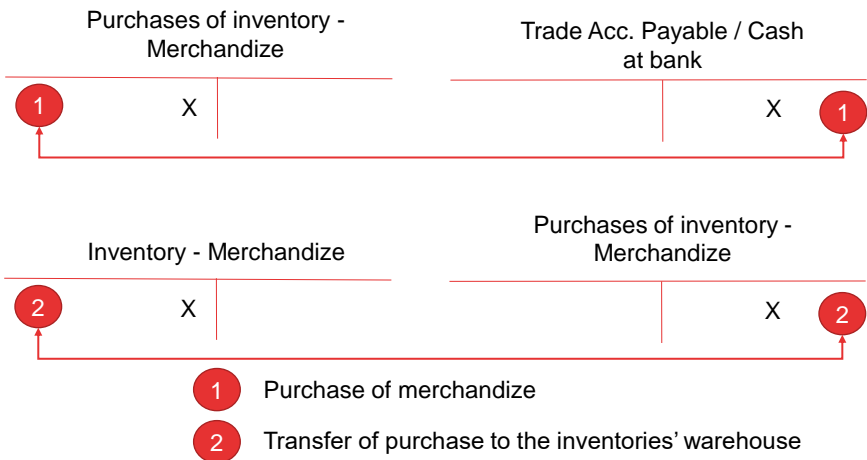 Purchases of inventory -
Merchandize
Trade Acc. Payable / Cash
at bank
1 X X 1
Inventory - Merchandize
Purchases of inventory -
Merchandize
2 X X 2
1 Purchase of merchandize
2 Transfer of purchase to the inventories' warehouse